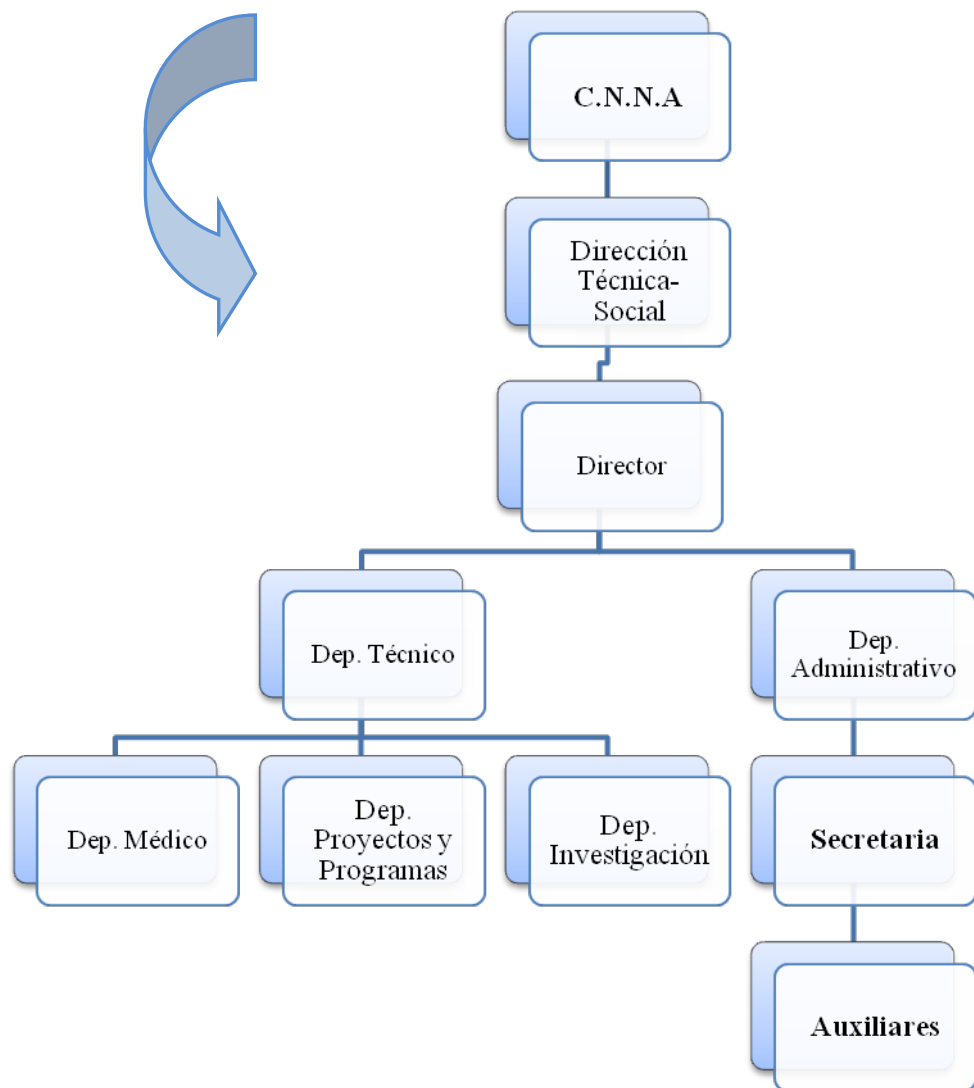 C.N.N.A
Dirección
Técnica-
Social
Director
Dep. Técnico
Dep.
Administrativo
Dep. Médico
Dep.
Proyectos y
Programas
Dep.
Investigación
Secretaria
Auxiliares